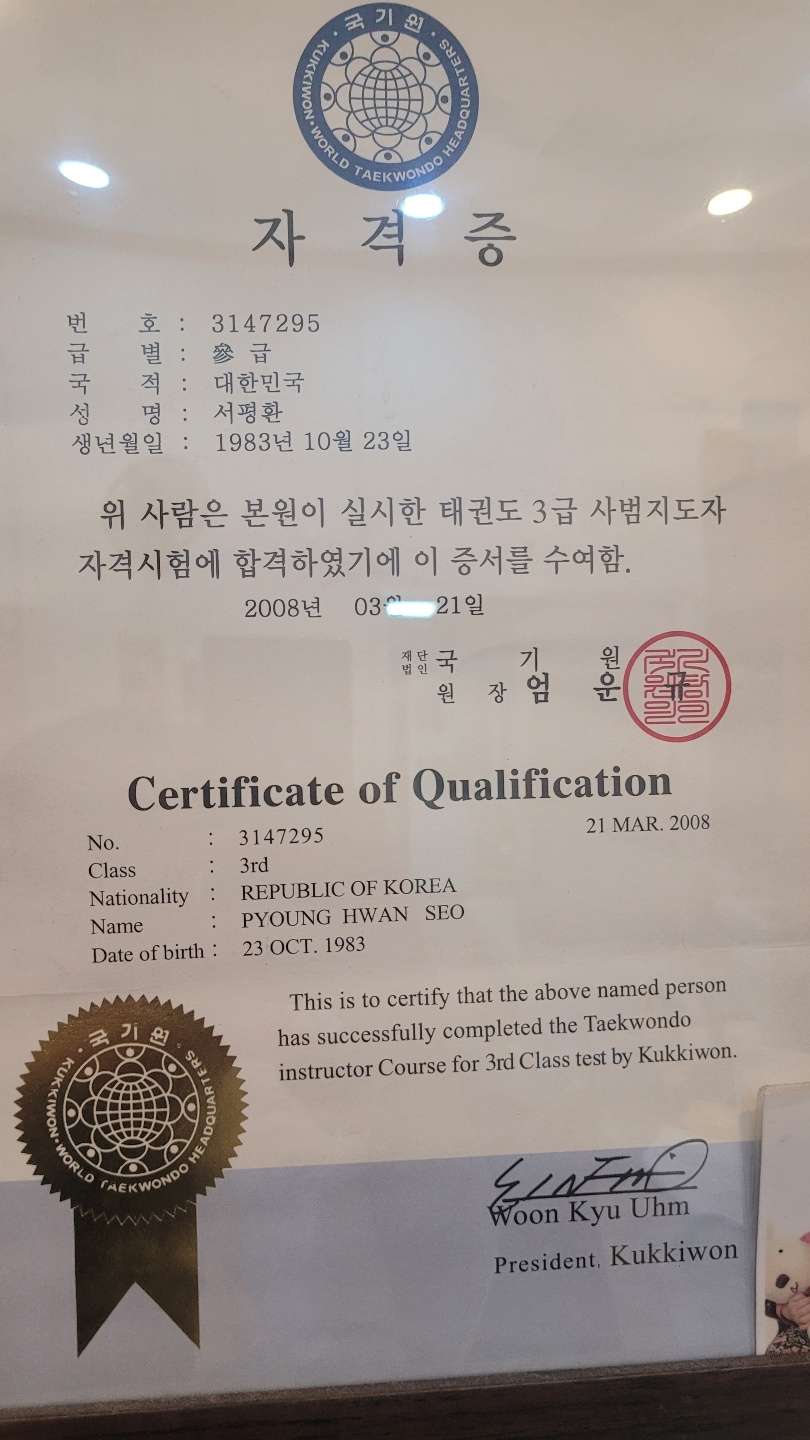 · 국기원 ·
KUKKIWON · WORLD TAEKWONDO HEADQUARTERS
자 격 증
번 호 : 3147295
급 별 : 參 급
국 적 : 대한민국
성 명 : 서평환
생년월일 : 1983년 10월 23일
위 사람은 본원이 실시한 태권도 3급 사범지도자
자격시험에 합격하였기에 이 증서를 수여함.
2008년 03월 21일
재단법인 국 기 원
원 장 엄 운 규
Certificate of Qualification
21 MAR. 2008
No. : 3147295
Class : 3rd
Nationality : REPUBLIC OF KOREA
Name : PYOUNG HWAN SEO
Date of birth : 23 OCT. 1983
This is to certify that the above named person
has successfully completed the Taekwondo
instructor Course for 3rd Class test by Kukkiwon.
· 국기원 ·
KUKKIWON · WORLD TAEKWONDO HEADQUARTERS
Woon Kyu Uhm
President, Kukkiwon